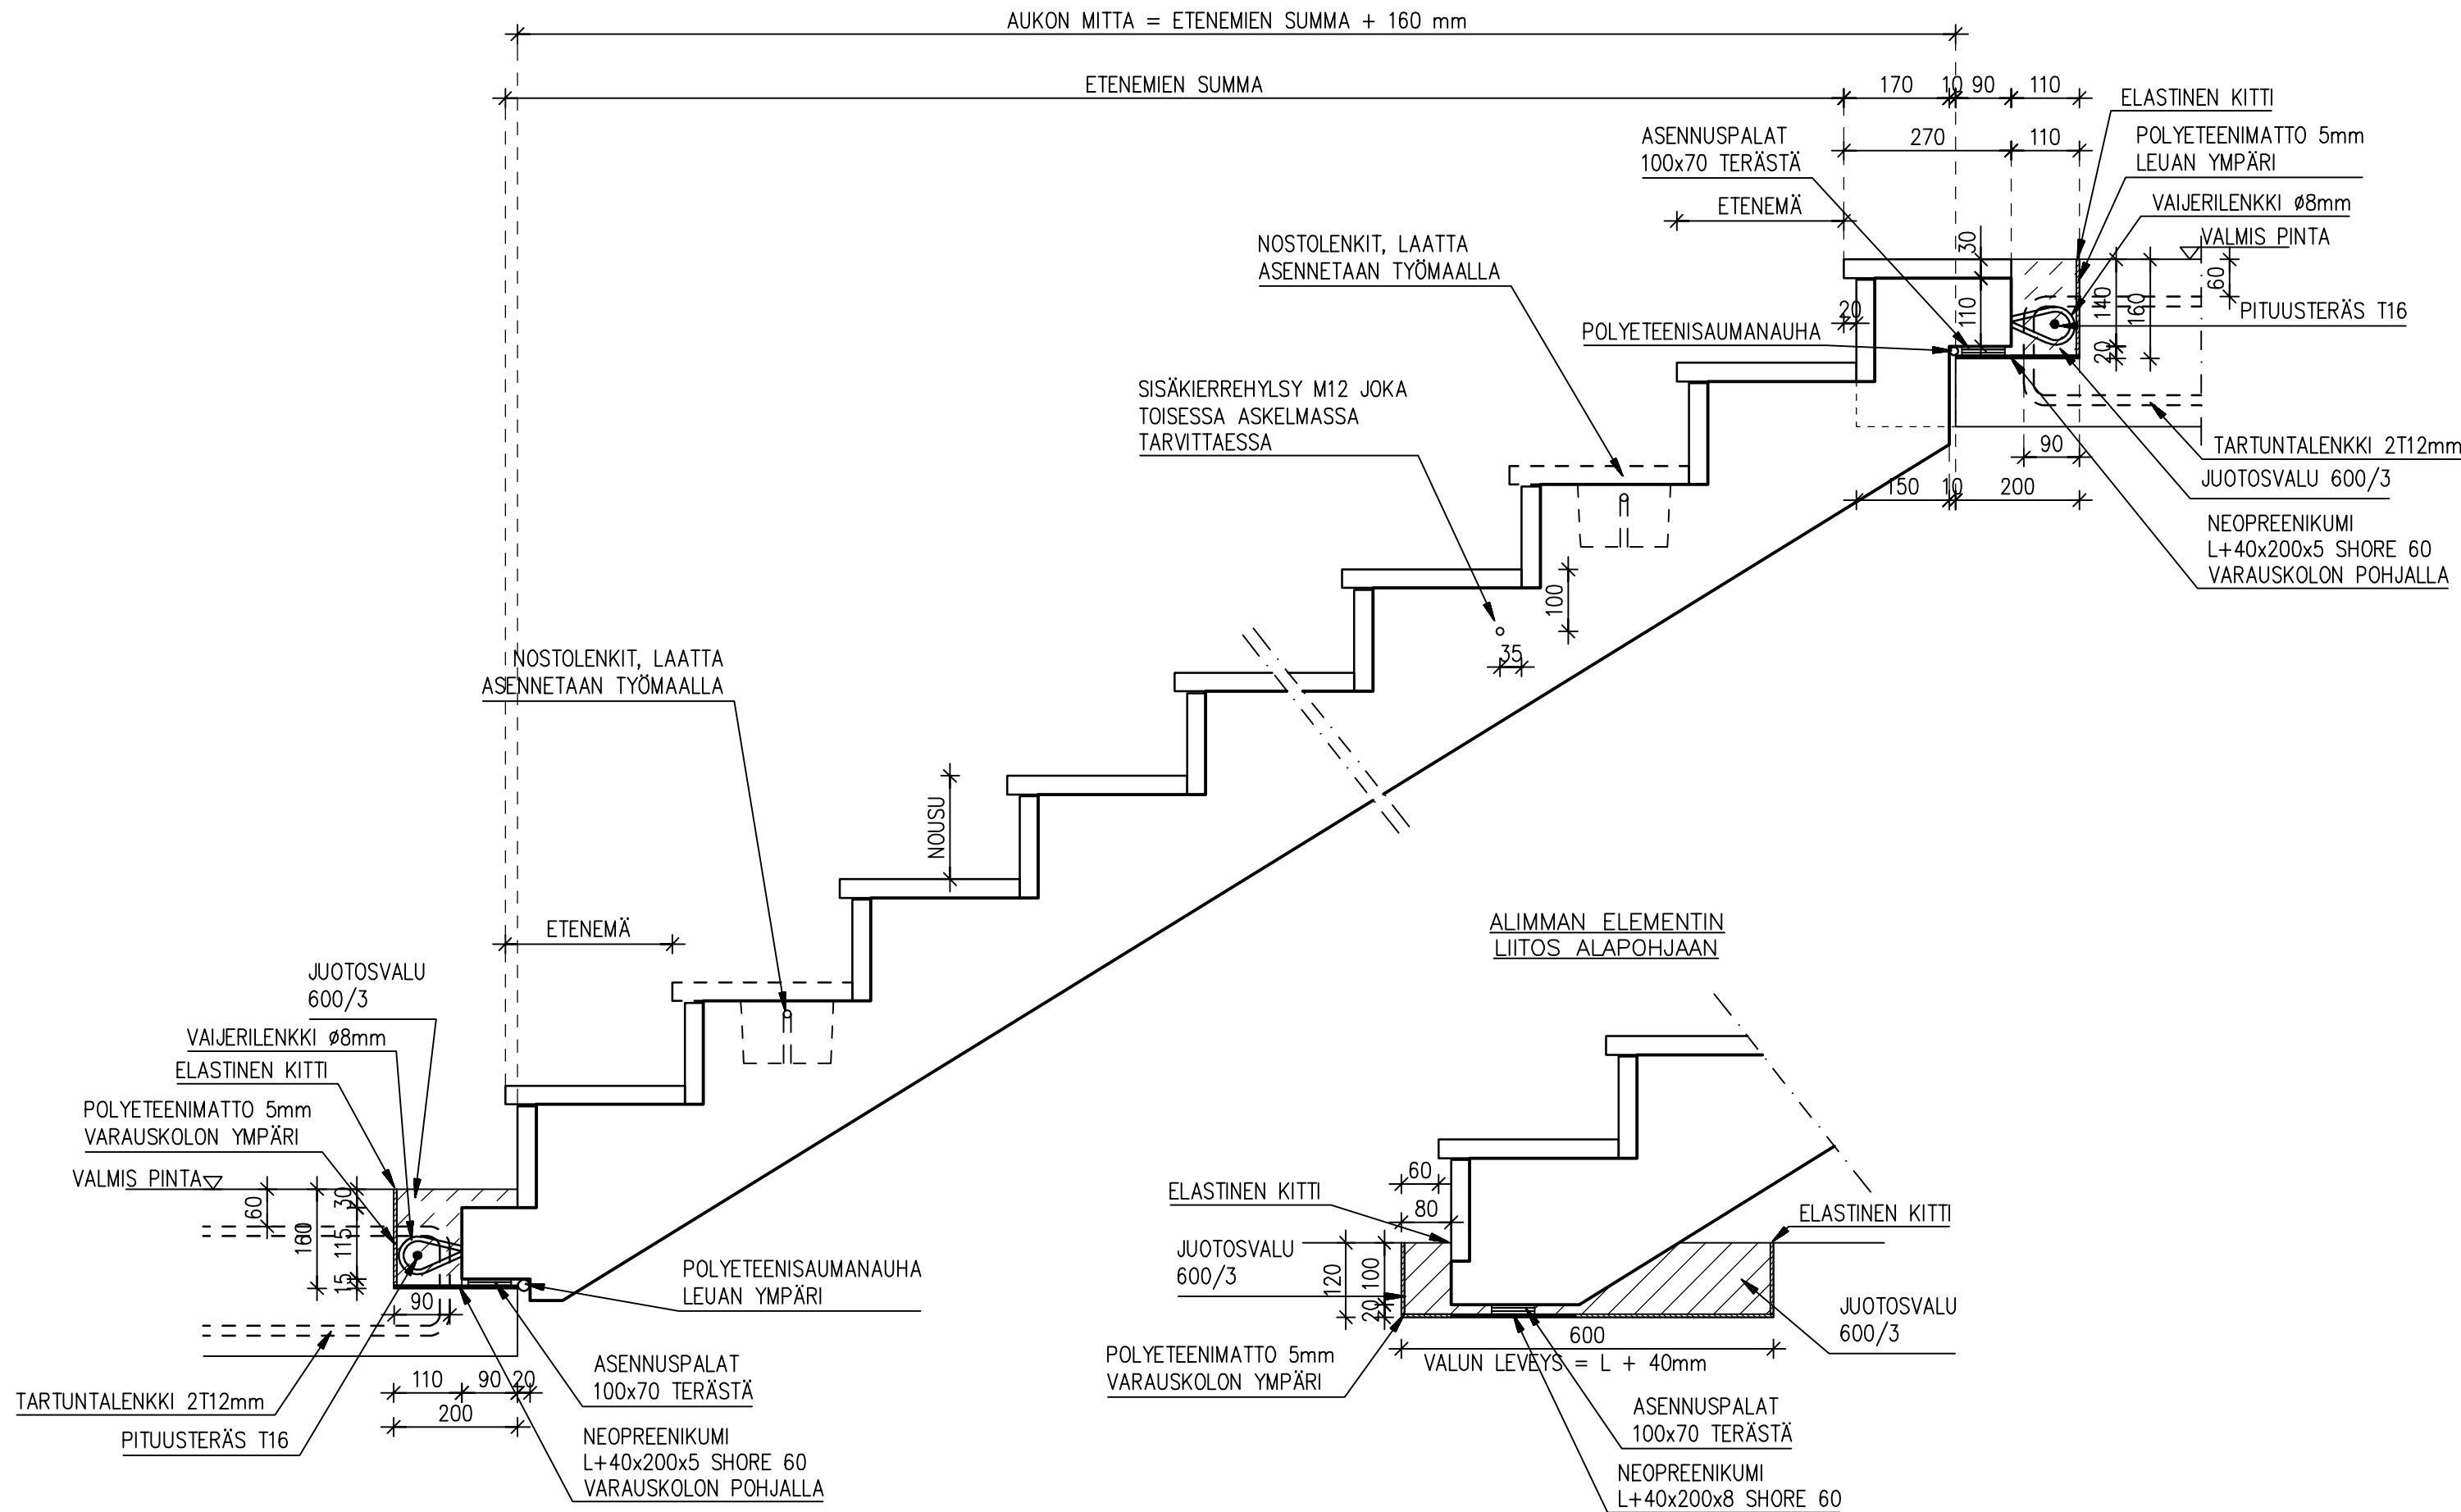 AUKON MITTA = ETENEMIEN SUMMA + 160 mm
ETENEMIEN SUMMA
170
10
90
110
ELASTINEN KITTI
270
110
ASENNUSPALAT
100x70 TERÄSTÄ
POLYETEENIMATTO 5mm
LEUAN YMPÄRI
ETENEMÄ
VAIJERILENKKI ø8mm
VALMIS PINTA
NOSTOLENKIT, LAATTA
ASENNETAAN TYÖMAALLA
30
110
20
140
160
20
60
PITUUSTERÄS T16
POLYETEENISAUMANAUHA
SISÄKIERREHYLSY M12 JOKA
TOISESSA ASKELMASSA
TARVITTAESSA
90
TARTUNTALENKKI 2T12mm
150
10
200
JUOTOSVALU 600/3
NEOPREENIKUMI
L+40x200x5 SHORE 60
VARAUSKOLON POHJALLA
100
35
NOSTOLENKIT, LAATTA
ASENNETAAN TYÖMAALLA
NOUSU
ETENEMÄ
JUOTOSVALU
600/3
VAIJERILENKKI ø8mm
ELASTINEN KITTI
POLYETEENIMATTO 5mm
VARAUSKOLON YMPÄRI
VALMIS PINTA
60
160
30
115
15
90
POLYETEENISAUMANAUHA
LEUAN YMPÄRI
110
90
20
200
ASENNUSPALAT
100x70 TERÄSTÄ
TARTUNTALENKKI 2T12mm
PITUUSTERÄS T16
NEOPREENIKUMI
L+40x200x5 SHORE 60
VARAUSKOLON POHJALLA
ALIMMAN ELEMENTIN
LIITOS ALAPOHJAAN
60
80
ELASTINEN KITTI
ELASTINEN KITTI
JUOTOSVALU
600/3
120
100
20
JUOTOSVALU
600/3
600
VALUN LEVEYS = L + 40mm
POLYETEENIMATTO 5mm
VARAUSKOLON YMPÄRI
ASENNUSPALAT
100x70 TERÄSTÄ
NEOPREENIKUMI
L+40x200x8 SHORE 60